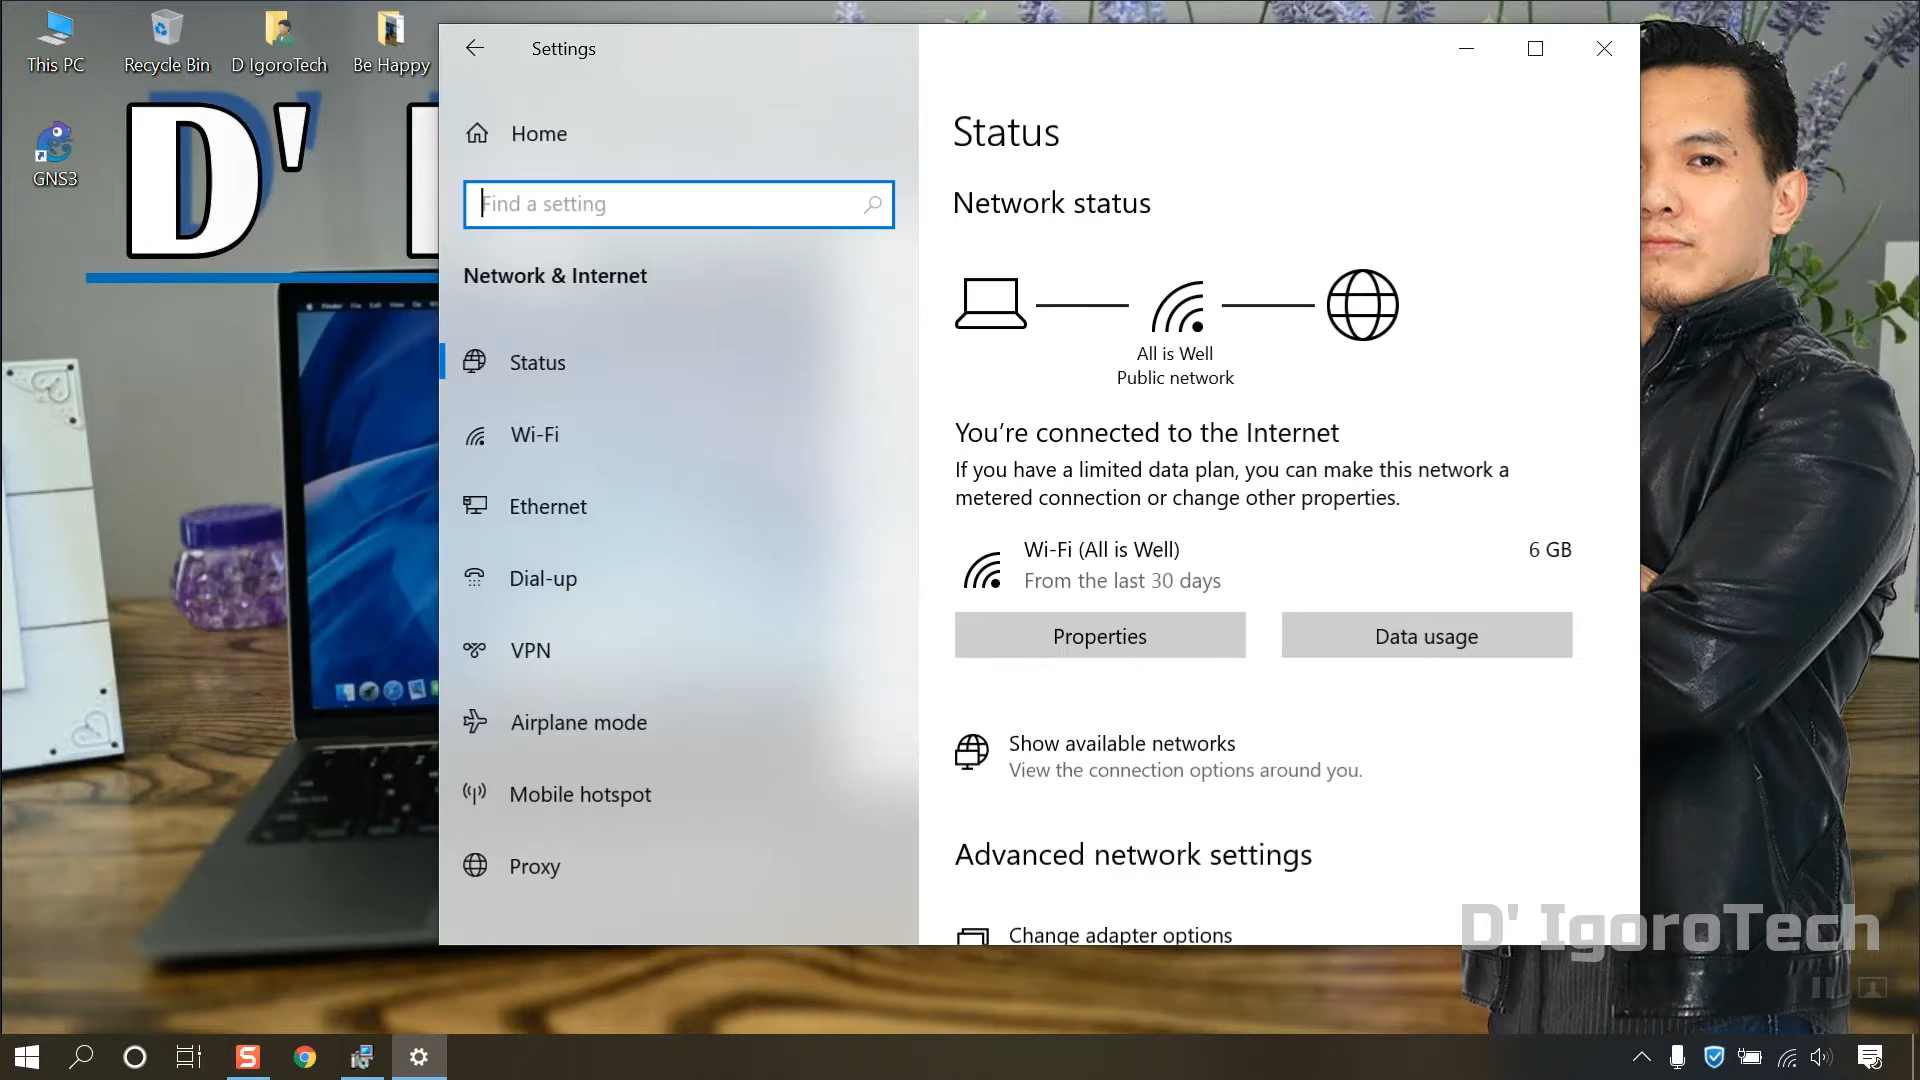 This PC
Recycle Bin
D IgoroTech
Be Happy
GNS3
D'
Settings
Home
Find a setting
Network & Internet
Status
Wi-Fi
Ethernet
Dial-up
VPN
Airplane mode
Mobile hotspot
Proxy
Status
Network status
All is Well
Public network
You're connected to the Internet
If you have a limited data plan, you can make this network a
metered connection or change other properties.
Wi-Fi (All is Well)
6 GB
From the last 30 days
Properties
Data usage
Show available networks
View the connection options around you.
Advanced network settings
Change adapter options
D' IgoroTech